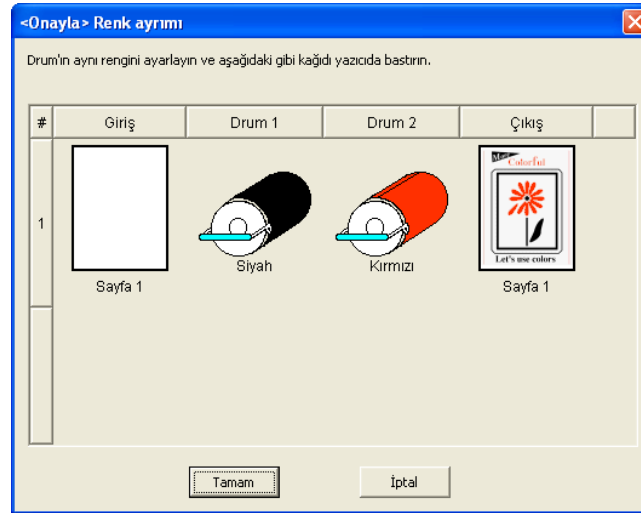 <Onayla> Renk ayrımı
Drum'ın aynı rengini ayarlayın ve aşağıdaki gibi kağıdı yazıcıda bastırın.
# Giriş Drum 1 Drum 2 Çıkış
1
Colorful
Let's use colors
Siyah Kırmızı
Sayfa 1 Sayfa 1
Tamam İptal